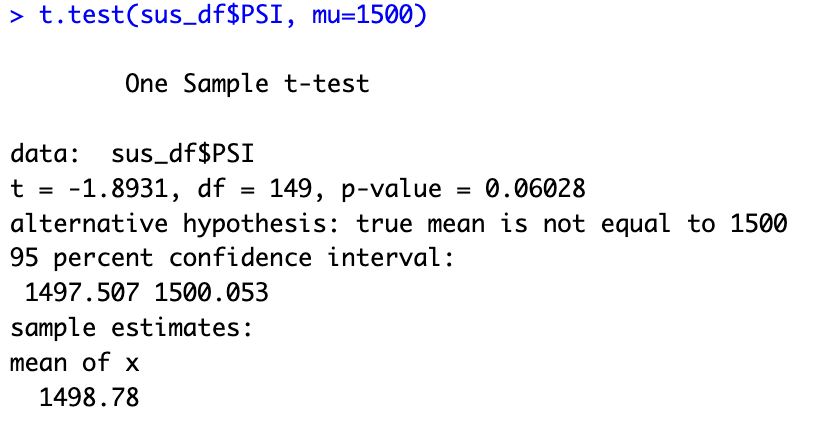 > t.test(sus_df$PSI, mu=1500)
One Sample t-test
data:  sus_df$PSI
t = -1.8931, df = 149, p-value = 0.06028
alternative hypothesis: true mean is not equal to 1500
95 percent confidence interval:
1497.507 1500.053
sample estimates:
mean of x
1498.78